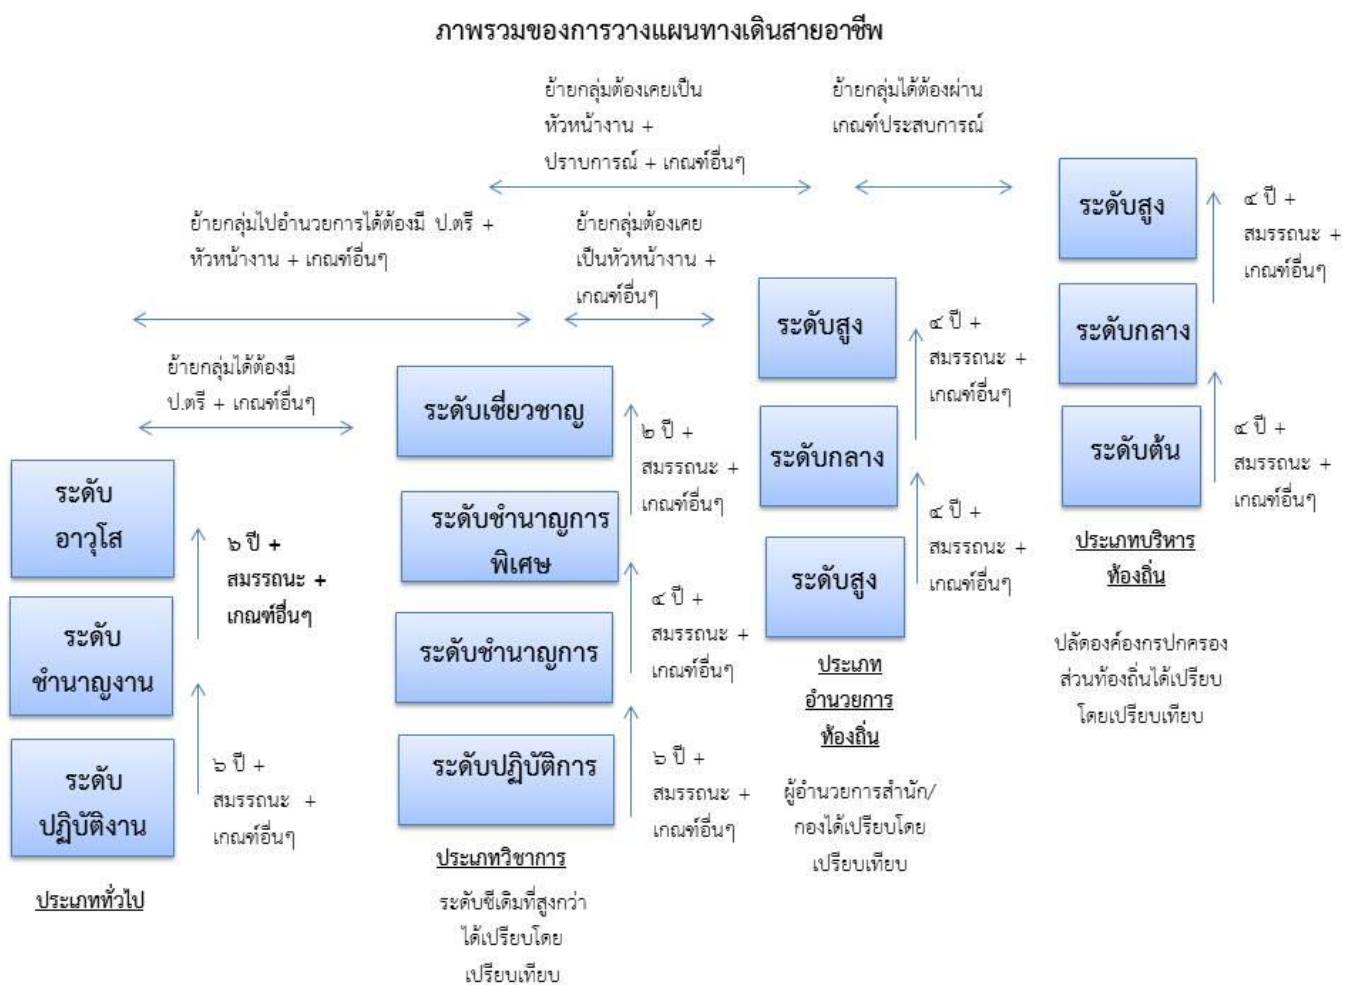 ภาพรวมของการวางแผนทางเดินสายอาชีพ
ย้ายกลุ่มต้องเคยเป็น
หัวหน้างาน +
ปราบการณ์ + เกณฑ์อื่นๆ
ย้ายกลุ่มได้ต้องผ่าน
เกณฑ์ประสบการณ์
ย้ายกลุ่มไปอำนวยการได้ต้องมี ป.ตรี +
หัวหน้างาน + เกณฑ์อื่นๆ
ย้ายกลุ่มต้องเคย
เป็นหัวหน้างาน +
เกณฑ์อื่นๆ
ย้ายกลุ่มได้ต้องมี
ป.ตรี + เกณฑ์อื่นๆ
ระดับ
อาวุโส
๖ ปี +
สมรรถนะ +
เกณฑ์อื่นๆ
ระดับ
ชำนาญงาน
๖ ปี +
สมรรถนะ +
เกณฑ์อื่นๆ
ระดับ
ปฏิบัติงาน
ประเภททั่วไป
ระดับเชี่ยวชาญ
๒ ปี +
สมรรถนะ +
เกณฑ์อื่นๆ
ระดับชำนาญการ
พิเศษ
๔ ปี +
สมรรถนะ +
เกณฑ์อื่นๆ
ระดับชำนาญการ
๖ ปี +
สมรรถนะ +
เกณฑ์อื่นๆ
ระดับปฏิบัติการ
ประเภทวิชาการ
ระดับซีเดิมที่สูงกว่า
ได้เปรียบโดย
เปรียบเทียบ
ระดับสูง
๔ ปี +
สมรรถนะ +
เกณฑ์อื่นๆ
ระดับกลาง
๔ ปี +
สมรรถนะ +
เกณฑ์อื่นๆ
ระดับสูง
ประเภท
อำนวยการ
ท้องถิ่น
ผู้อำนวยการสำนัก/
กองได้เปรียบโดย
เปรียบเทียบ
ระดับสูง
๔ ปี +
สมรรถนะ +
เกณฑ์อื่นๆ
ระดับกลาง
๔ ปี +
สมรรถนะ +
เกณฑ์อื่นๆ
ระดับต้น
ประเภทบริหาร
ท้องถิ่น
ปลัดองค์องกรปกครอง
ส่วนท้องถิ่นได้เปรียบ
โดยเปรียบเทียบ